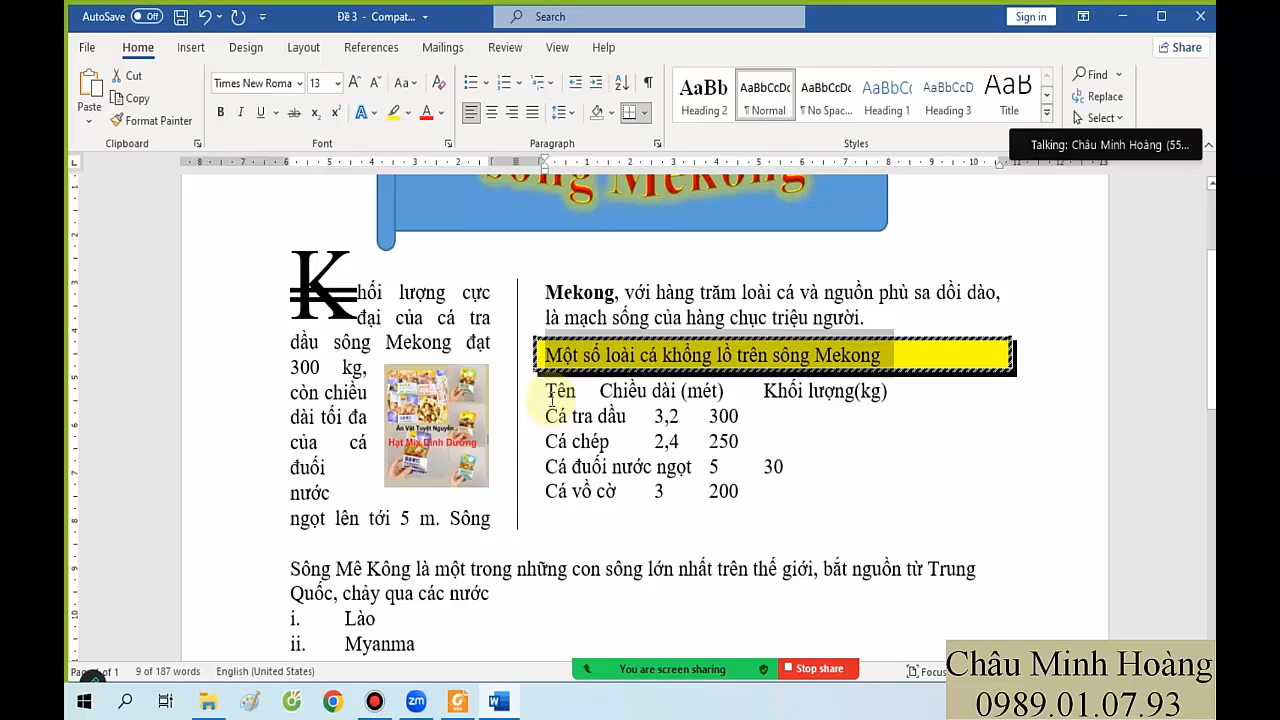 AutoSave Off Đề 3 - Compat... Search Sign in
File Home Insert Design Layout References Mailings Review View Help Share
Paste Cut Copy Format Painter
Times New Roma 13
AaBb AaBbCcDc AaBbCcDc AaBbCc AaBbCcDc AaB
Heading 2 ¶ Normal ¶ No Spac... Heading 1 Heading 3 Title
Find Replace Select
Clipboard Font Paragraph Styles
Talking: Châu Minh Hoàng (55...
sông Mekong
Khối lượng cực
đại của cá tra
dầu sông Mekong đạt
300 kg,
còn chiều
dài tối đa
của cá
đuối
nước
ngọt lên tới 5 m. Sông
Ăn Vặt Tuyệt Nguyên
Hạt Mix Dinh Dưỡng
Mekong, với hàng trăm loài cá và nguồn phù sa dồi dào,
là mạch sống của hàng chục triệu người.
Một số loài cá khổng lồ trên sông Mekong
Tên Chiều dài (mét) Khối lượng(kg)
Cá tra dầu 3,2 300
Cá chép 2,4 250
Cá đuối nước ngọt 5 30
Cá vồ cờ 3 200
Sông Mê Kông là một trong những con sông lớn nhất trên thế giới, bắt nguồn từ Trung
Quốc, chảy qua các nước
i. Lào
ii. Myanma
of 1 9 of 187 words English (United States) You are screen sharing Stop share Focus
Châu Minh Hoàng
0989.01.07.93